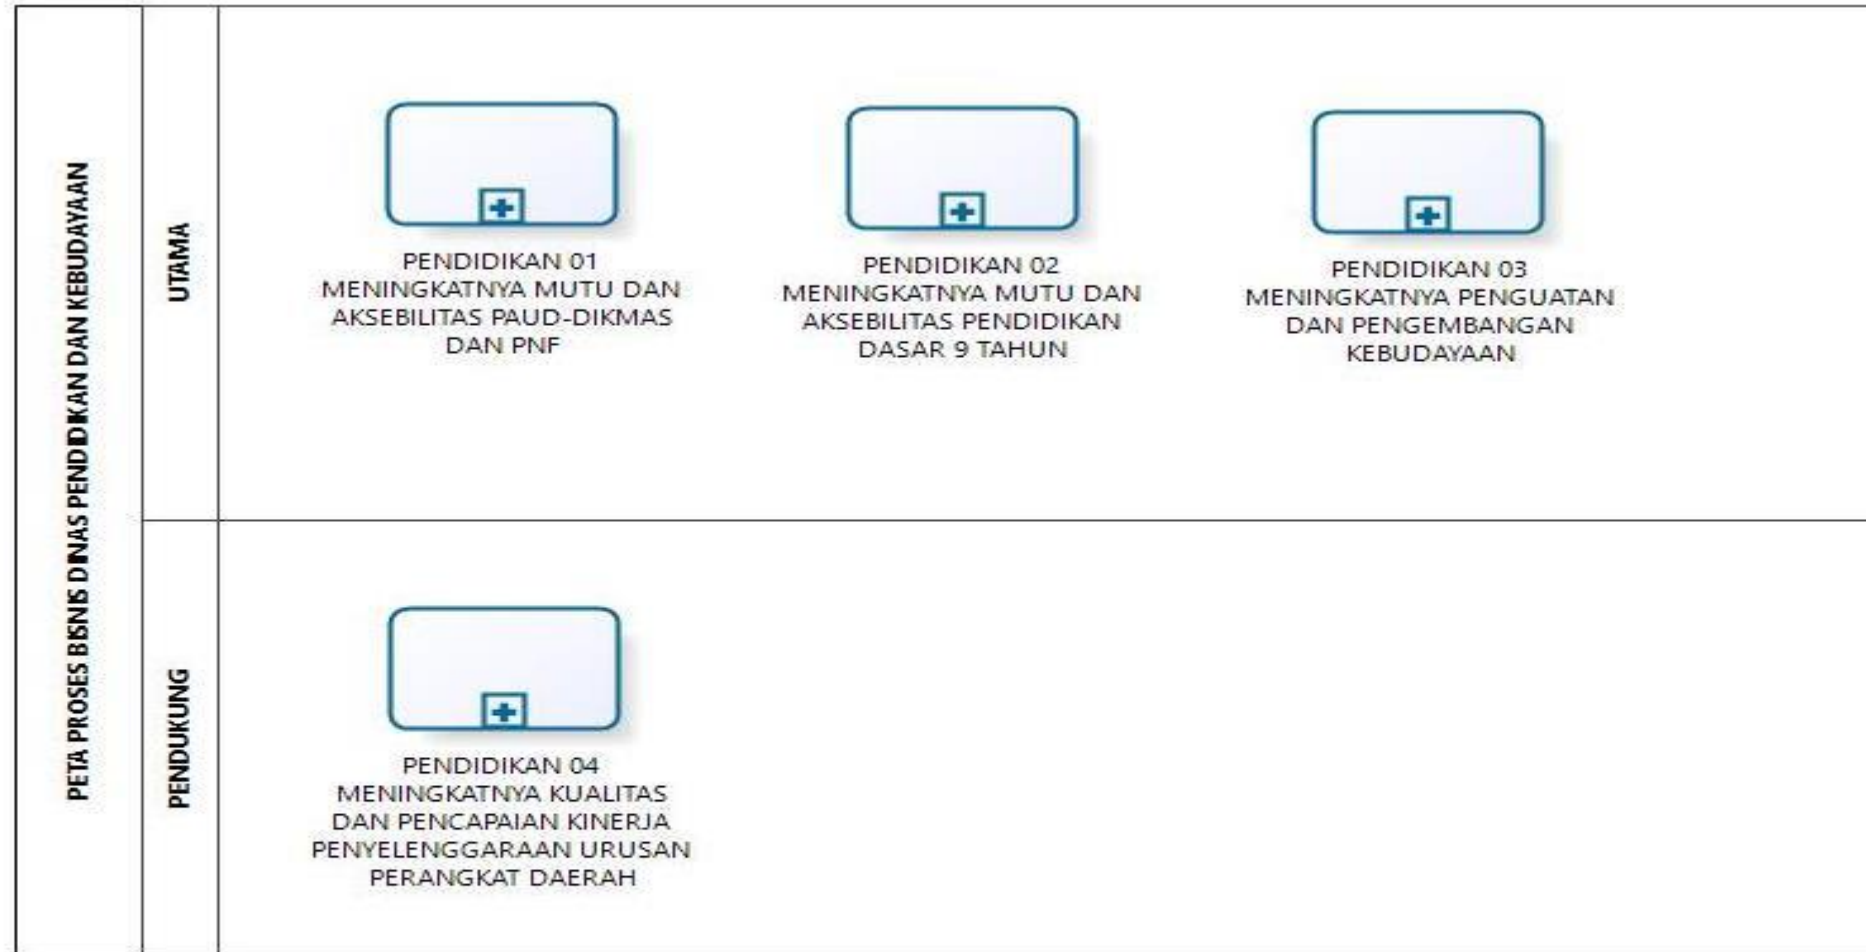 PETA PROSES BISNIS DINAS PENDIDIKAN DAN KEBUDAYAAN
UTAMA
PENDIDIKAN 01
MENINGKATNYA MUTU DAN
AKSEBILITAS PAUD-DIKMAS
DAN PNF
PENDIDIKAN 02
MENINGKATNYA MUTU DAN
AKSEBILITAS PENDIDIKAN
DASAR 9 TAHUN
PENDIDIKAN 03
MENINGKATNYA PENGUATAN
DAN PENGEMBANGAN
KEBUDAYAAN
PENDUKUNG
PENDIDIKAN 04
MENINGKATNYA KUALITAS
DAN PENCAPAIAN KINERJA
PENYELENGGARAAN URUSAN
PERANGKAT DAERAH